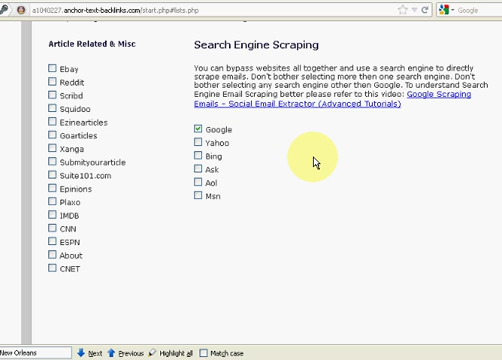 a1040227.anchor-text-backlinks.com/start.php#lists.php
Google
Article Related & Misc
Ebay
Reddit
Scribd
Squidoo
Ezinearticles
Goarticles
Xanga
Submityourarticle
Suite101.com
Epinions
Plaxo
IMDB
CNN
ESPN
About
CNET
Search Engine Scraping
You can bypass websites all together and use a search engine to directly
scrape emails. Don't bother selecting more then one search engine. Don't
bother selecting any search engine other then Google. To understand Search
Engine Email Scraping better please refer to this video: Google Scraping
Emails - Social Email Extractor (Advanced Tutorials)
Google
Yahoo
Bing
Ask
Aol
Msn
New Orleans
Next Previous Highlight all Match case